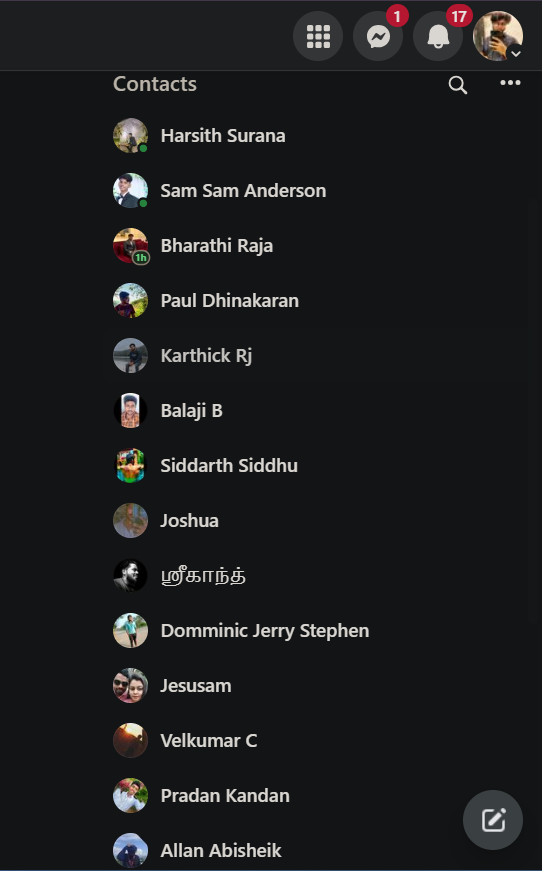 1
17
Contacts
Harsith Surana
Sam Sam Anderson
Bharathi Raja
1h
Paul Dhinakaran
Karthick Rj
Balaji B
Siddarth Siddhu
Joshua
ஸ்ரீகாந்த்
Domminic Jerry Stephen
Jesusam
Velkumar C
Pradan Kandan
Allan Abisheik